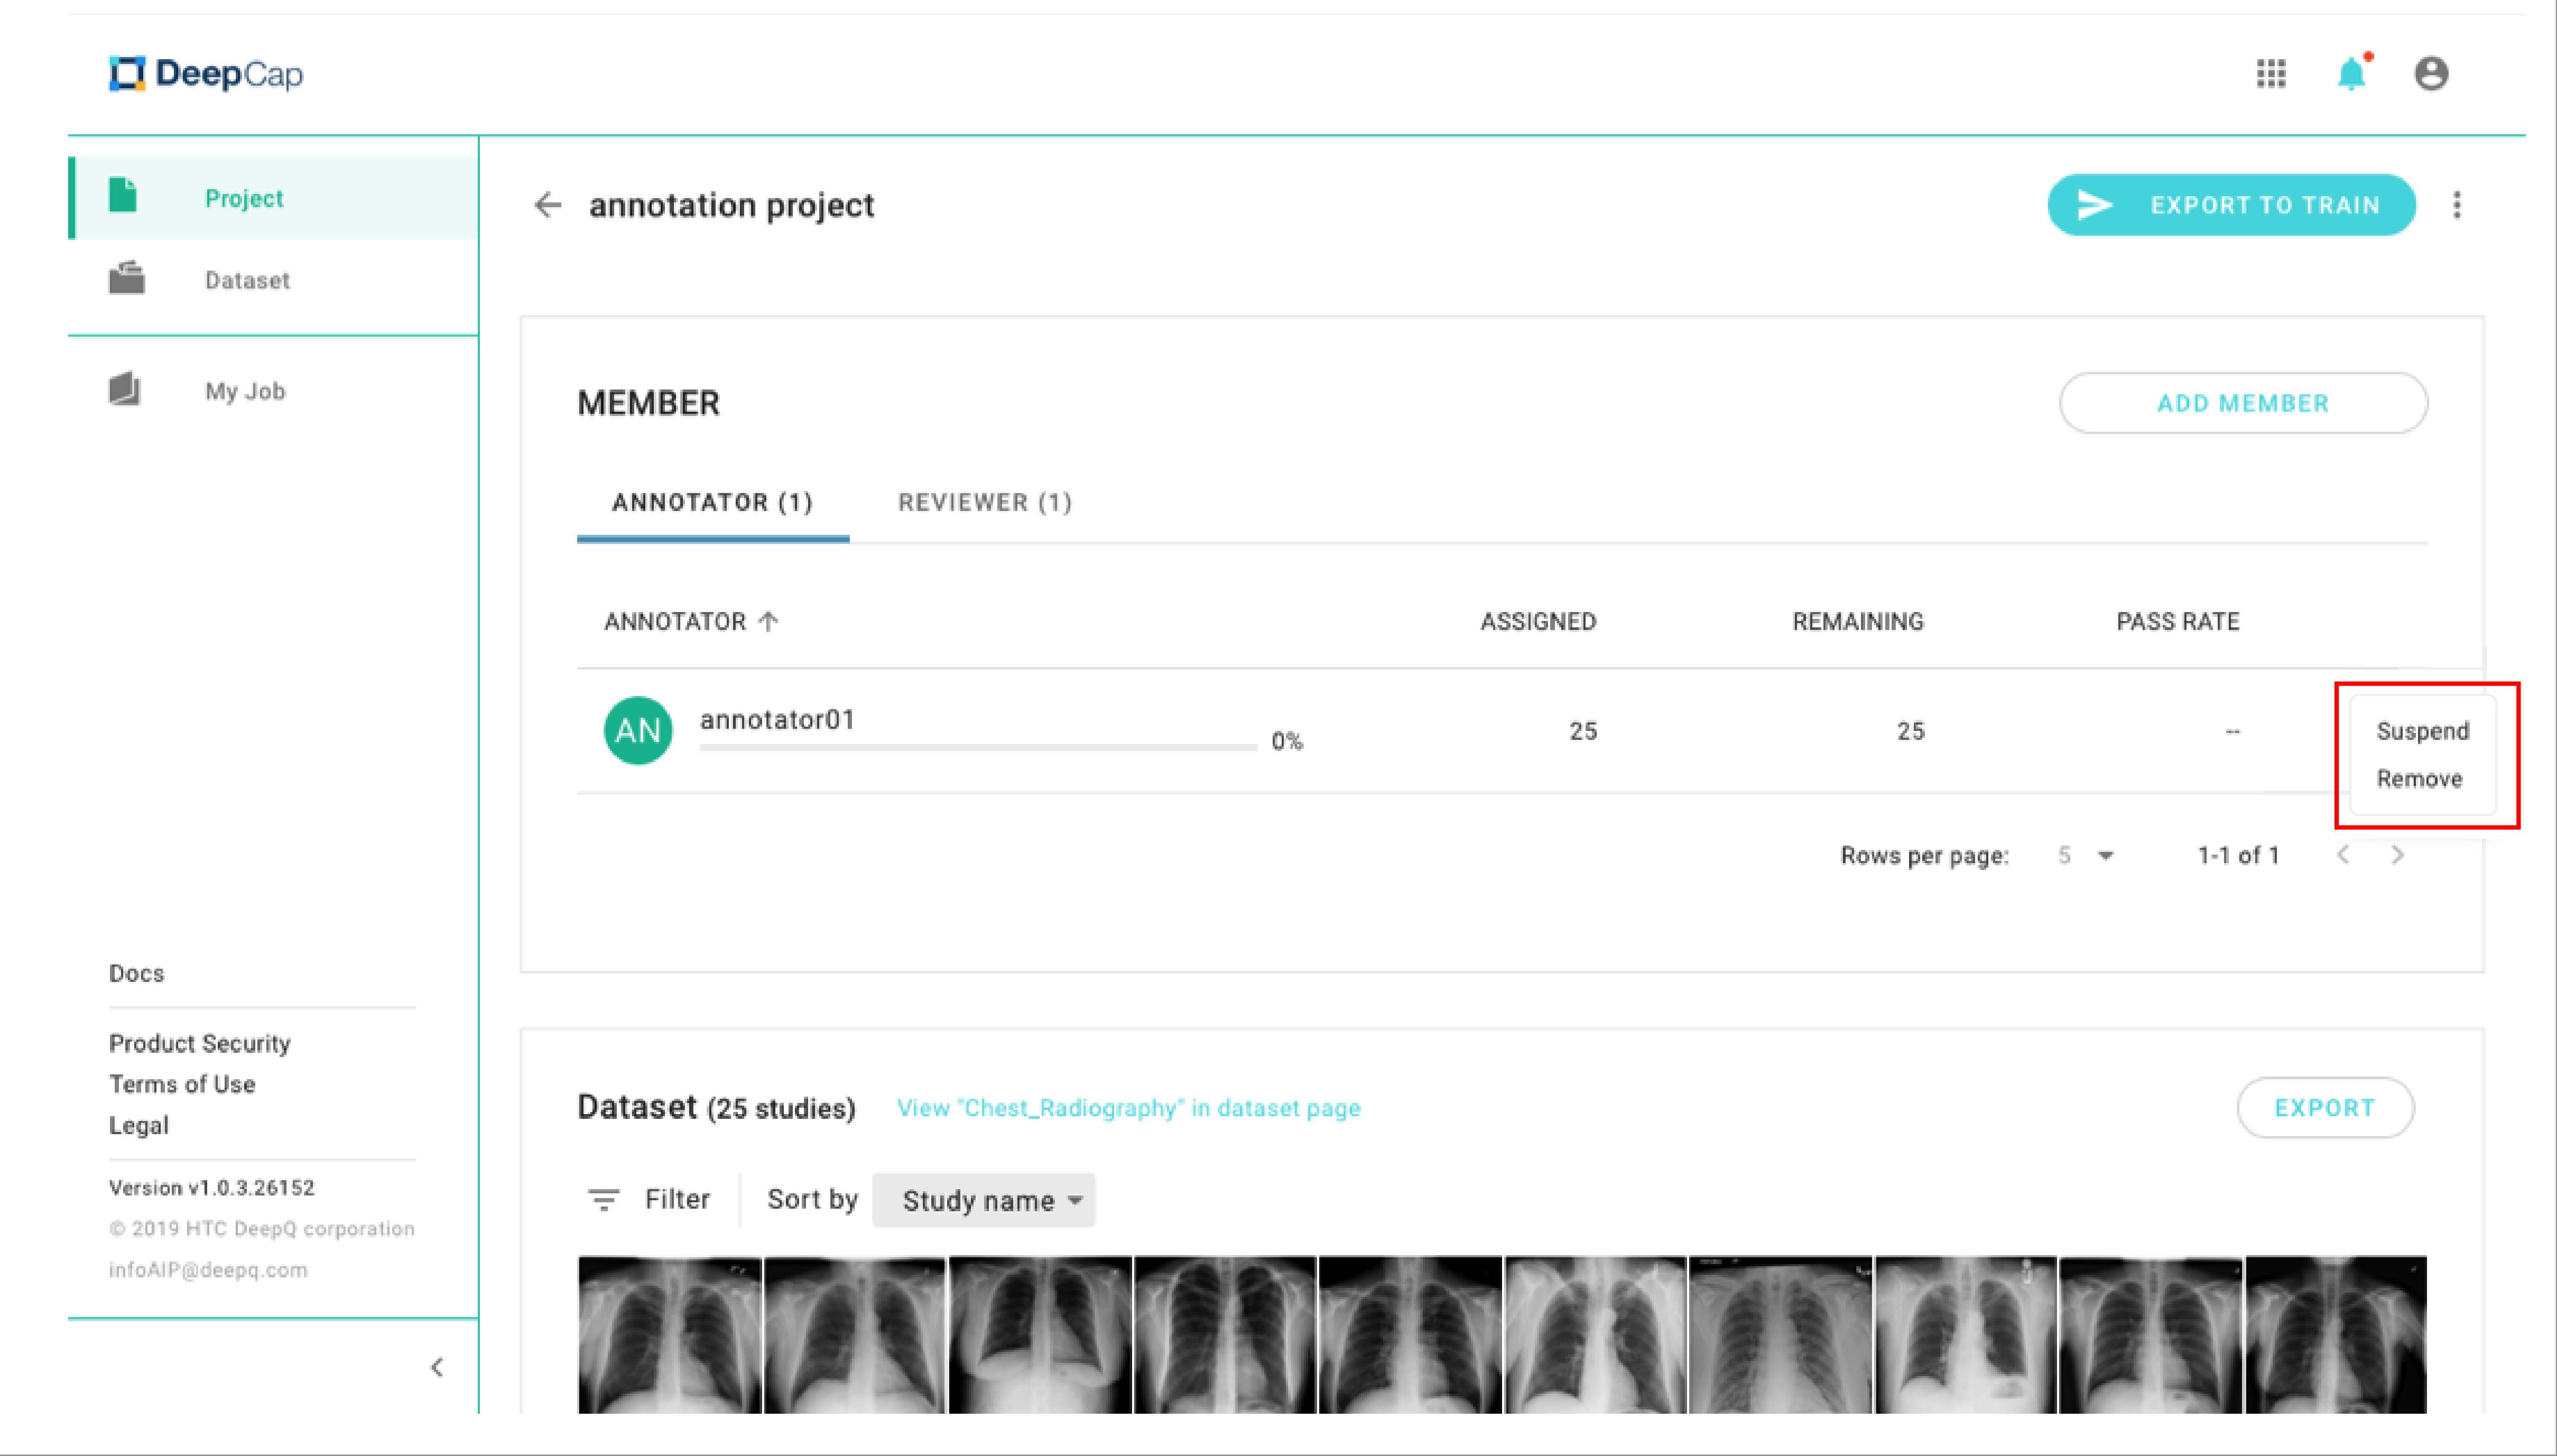 DeepCap
Project
Dataset
My Job
Docs
Product Security
Terms of Use
Legal
Version v1.0.3.26152
© 2019 HTC DeepQ corporation
infoAIP@deepq.com
annotation project
EXPORT TO TRAIN
MEMBER
ADD MEMBER
ANNOTATOR (1) REVIEWER (1)
ANNOTATOR ASSIGNED REMAINING PASS RATE
AN annotator01 0% 25 25 --
Suspend
Remove
Rows per page: 5 1-1 of 1
Dataset (25 studies) View "Chest_Radiography" in dataset page EXPORT
Filter Sort by Study name